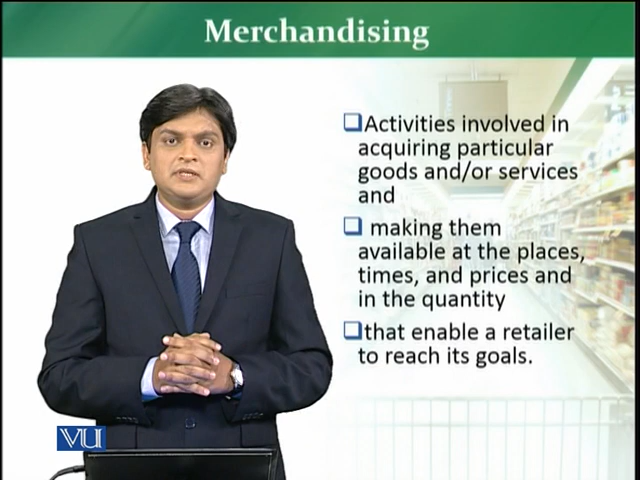 Merchandising
❑Activities involved in
acquiring particular
goods and/or services
and
❑ making them
available at the places,
times, and prices and
in the quantity
❑that enable a retailer
to reach its goals.
VU